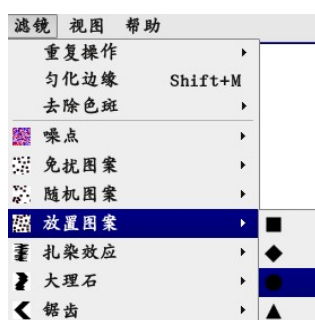 滤镜 视图 帮助
重复操作
匀化边缘 Shift+M
去除色斑
噪点
免扰图案
随机图案
放置图案
扎染效应
大理石
锯齿